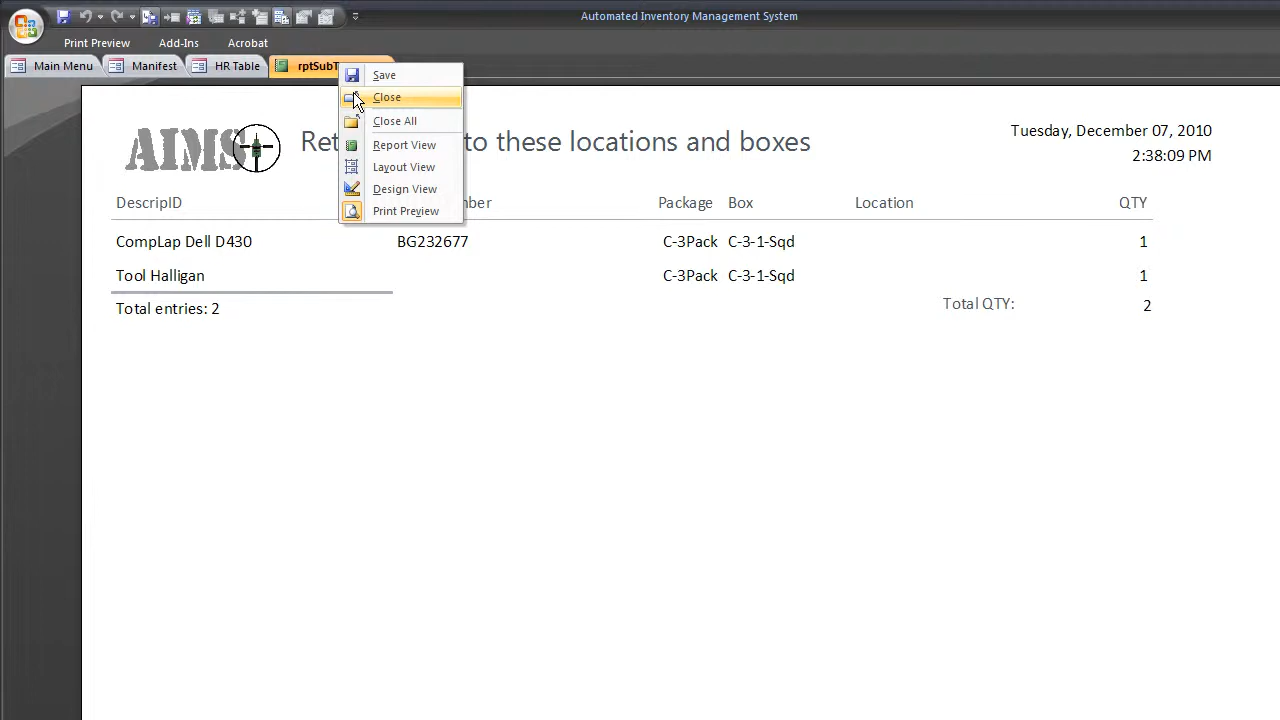 Automated Inventory Management System
Print Preview Add-Ins Acrobat
Main Menu Manifest HR Table
Save
Close
Close All
Report View
Layout View
Design View
Print Preview
AIMS
to these locations and boxes
Tuesday, December 07, 2010
2:38:09 PM
DescripID Package Box Location QTY
CompLap Dell D430 BG232677 C-3Pack C-3-1-Sqd 1
Tool Halligan C-3Pack C-3-1-Sqd 1
Total entries: 2 Total QTY: 2